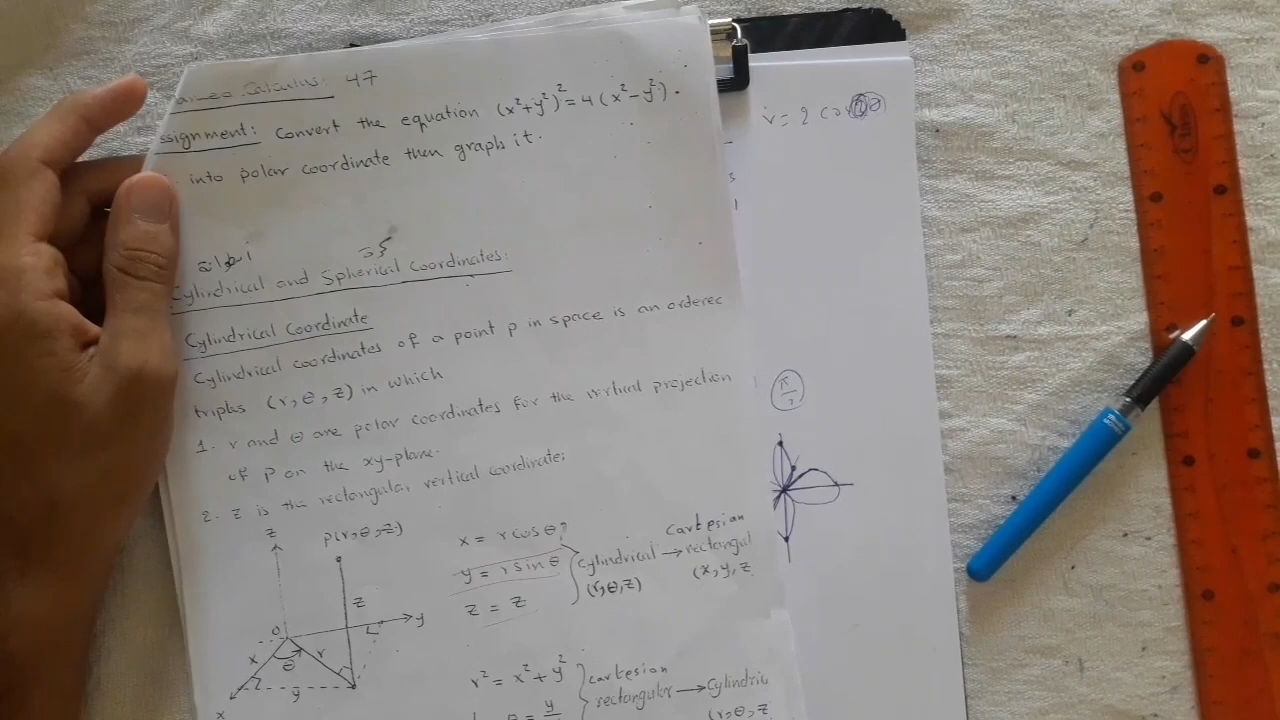 Calculus: 47
ssignment: Convert the equation (x²+y²)² = 4(x²-y²).
into polar coordinate then graph it.
Cylindrical and Spherical Coordinates:
Cylindrical Coordinate
Cylindrical coordinates of a point p in space is an ordered
triples (r, θ, z) in which
1. r and θ are polar coordinates for the vertical projection
of p on the xy-plane.
2. z is the rectangular vertical coordinate:
z
p(r, θ, z)
z
O
y
x
θ
r
y
x
x = r cos θ
y = r sin θ
z = z
Cylindrical
(r, θ, z)
→
cartesian
rectangul
(x, y, z
r² = x² + y²
θ = y
cartesian
rectangular → Cylindric
(r, θ, z
r = 2 cos
π
2